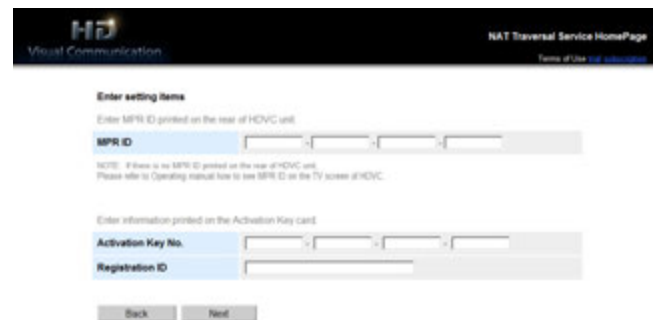 HD
Visual Communication
NAT Traversal Service HomePage
Terms of Use trial subscription
Enter setting items
Enter MPR ID printed on the rear of HDVC unit
MPR ID
- - -
NOTE: If there is no MPR ID printed on the rear of HDVC unit,
Please refer to Operating manual how to see MPR ID on the TV screen of HDVC.
Enter information printed on the Activation Key card.
Activation Key No.
- - -
Registration ID
Back Next